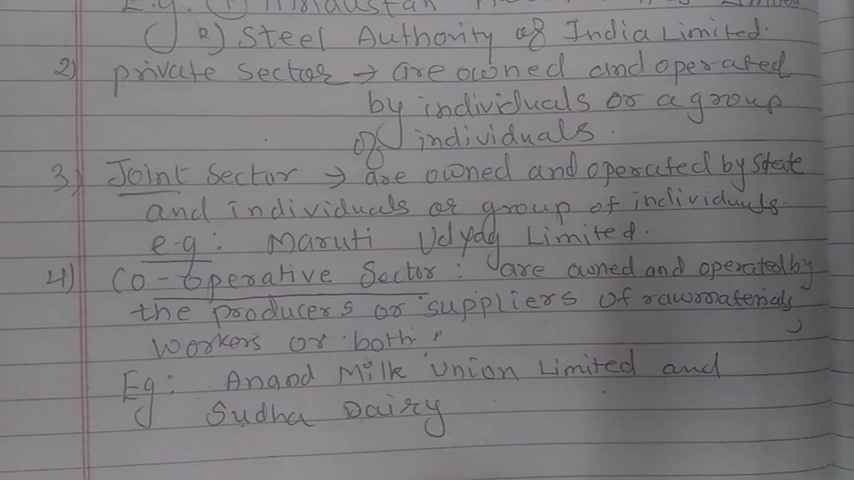 E.g. 1) Hindustan Limited
2) Steel Authority of India Limited.
2) private sector → are owned and operated
by individuals or a group
of individuals.
3) Joint sector → are owned and operated by state
and individuals or group of individuals.
e.g: Maruti Udyog Limited.
4) Co-operative Sector: are owned and operated by
the producers or suppliers of raw materials,
workers or both.
Eg: Anand Milk Union Limited and
Sudha Dairy